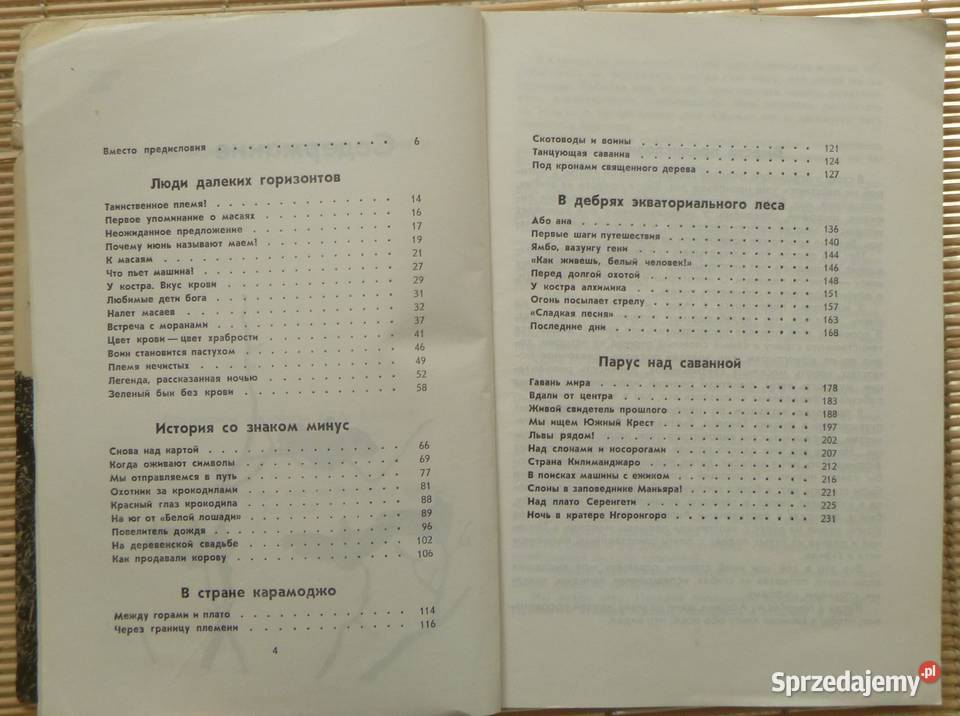 Вместо предисловия . . . . . . . . . . . . 6
Люди далеких горизонтов
Таинственное племя! . . . . . . . . . . . . 14
Первое упоминание о масаях . . . . . . . . . . 16
Неожиданное предложение . . . . . . . . . . 17
Почему июнь называют маем! . . . . . . . . . . 19
К масаям . . . . . . . . . . . . . . 21
Что пьет машина! . . . . . . . . . . . . 27
У костра. Вкус крови . . . . . . . . . . . . 29
Любимые дети бога . . . . . . . . . . . . 31
Налет масаев . . . . . . . . . . . . . 32
Встреча с моранами . . . . . . . . . . . . 37
Цвет крови — цвет храбрости . . . . . . . . . . 41
Воин становится пастухом . . . . . . . . . . 46
Племя нечистых . . . . . . . . . . . . 49
Легенда, рассказанная ночью . . . . . . . . . . 52
Зеленый бык без крови . . . . . . . . . . . 58
История со знаком минус
Снова над картой . . . . . . . . . . . . 66
Когда оживают символы . . . . . . . . . . . 69
Мы отправляемся в путь . . . . . . . . . . . 77
Охотник за крокодилами . . . . . . . . . . . 81
Красный глаз крокодила . . . . . . . . . . . 88
На юг от «Белой лошади» . . . . . . . . . . 89
Повелитель дождя . . . . . . . . . . . . 96
На деревенской свадьбе . . . . . . . . . . . 102
Как продавали корову . . . . . . . . . . . 106
В стране карамоджо
Между горами и плато . . . . . . . . . . . 114
Через границу племени . . . . . . . . . . . 116
4
Скотоводы и воины . . . . . . . . . . . . 121
Танцующая саванна . . . . . . . . . . . . 124
Под кронами священного дерева . . . . . . . . 127
В дебрях экваториального леса
Або ана . . . . . . . . . . . . . . 136
Первые шаги путешествия . . . . . . . . . . 140
Ямбо, вазунгу гени . . . . . . . . . . . . 144
«Как живешь, белый человек!» . . . . . . . . . 146
Перед долгой охотой . . . . . . . . . . . 148
У костра алхимика . . . . . . . . . . . . 151
Огонь посылает стрелу . . . . . . . . . . . 157
«Сладкая песня» . . . . . . . . . . . . 163
Последние дни . . . . . . . . . . . . . 168
Парус над саванной
Гавань мира . . . . . . . . . . . . . 178
Вдали от центра . . . . . . . . . . . . 183
Живой свидетель прошлого . . . . . . . . . . 188
Мы ищем Южный Крест . . . . . . . . . . . 197
Львы рядом! . . . . . . . . . . . . . 202
Над слонами и носорогами . . . . . . . . . . 207
Страна Килиманджаро . . . . . . . . . . . 212
В поисках машины с ежиком . . . . . . . . . . 216
Слоны в заповеднике Маньяра! . . . . . . . . . 221
Над плато Серенгети . . . . . . . . . . . 225
Ночь в кратере Нгоронгоро . . . . . . . . . . 231
Sprzedajemy.pl